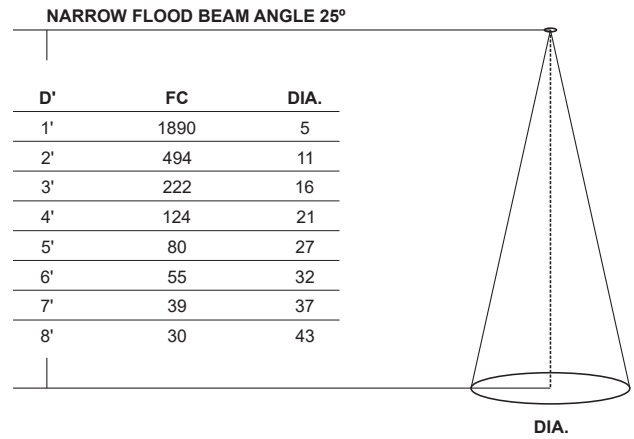 NARROW FLOOD BEAM ANGLE 25º
D' FC DIA.
1' 1890 5
2' 494 11
3' 222 16
4' 124 21
5' 80 27
6' 55 32
7' 39 37
8' 30 43
DIA.